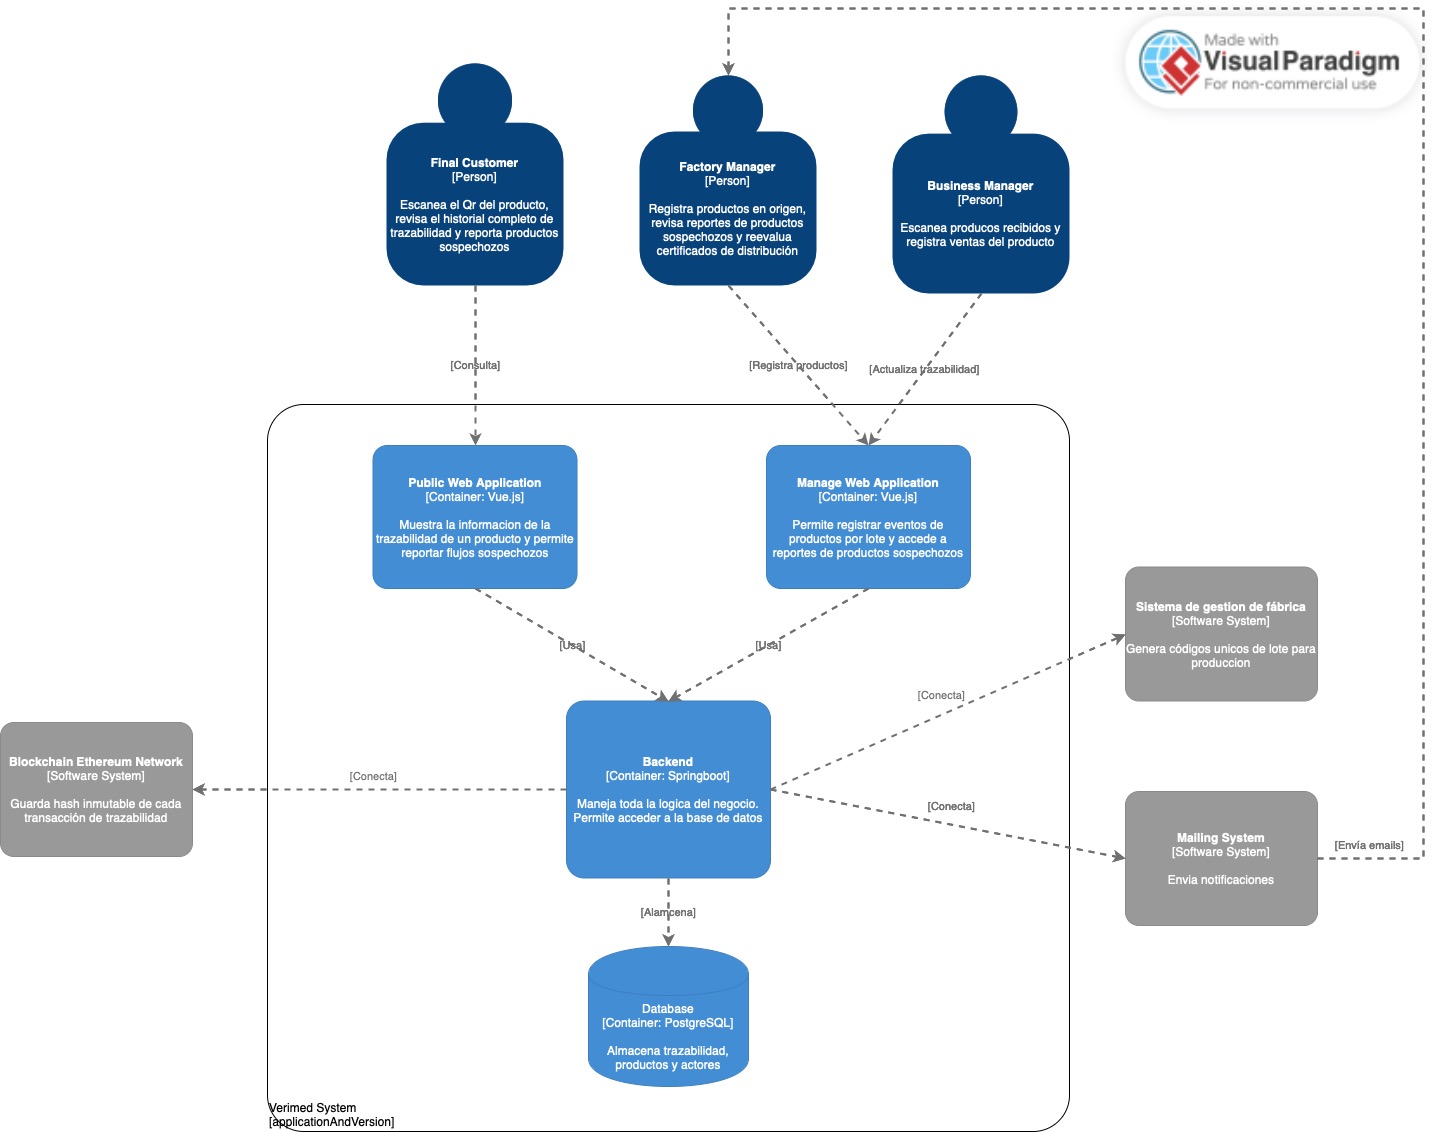 Made with
Visual Paradigm
For non-commercial use
Final Customer
[Person]
Escanea el Qr del producto,
revisa el historial completo de
trazabilidad y reporta productos
sospechozos
Factory Manager
[Person]
Registra productos en origen,
revisa reportes de productos
sospechozos y reevalua
certificados de distribución
Business Manager
[Person]
Escanea producos recibidos y
registra ventas del producto
[Consulta]
[Registra productos]
[Actualiza trazabilidad]
Public Web Application
[Container: Vue.js]
Muestra la informacion de la
trazabilidad de un producto y permite
reportar flujos sospechozos
Manage Web Application
[Container: Vue.js]
Permite registrar eventos de
productos por lote y accede a
reportes de productos sospechozos
Sistema de gestion de fábrica
[Software System]
Genera códigos unicos de lote para
produccion
[Usa]
[Usa]
[Conecta]
Blockchain Ethereum Network
[Software System]
Guarda hash inmutable de cada
transacción de trazabilidad
[Conecta]
Backend
[Container: Springboot]
Maneja toda la logica del negocio.
Permite acceder a la base de datos
[Conecta]
Mailing System
[Software System]
Envia notificaciones
[Envía emails]
[Alamcena]
Database
[Container: PostgreSQL]
Almacena trazabilidad,
productos y actores
Verimed System
[applicationAndVersion]